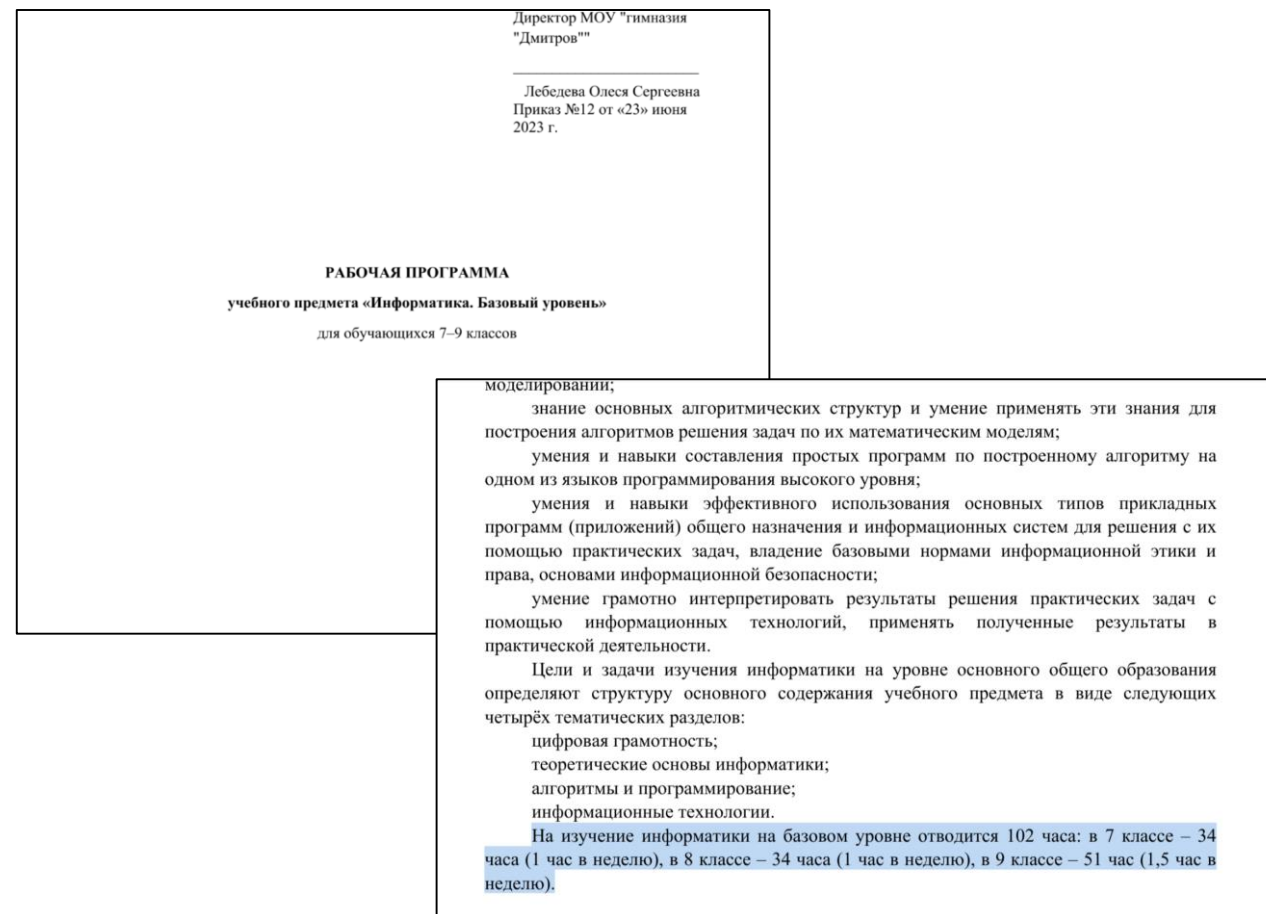 Директор МОУ "гимназия
"Дмитров""
Лебедева Олеся Сергеевна
Приказ №12 от «23» июня
2023 г.
РАБОЧАЯ ПРОГРАММА
учебного предмета «Информатика. Базовый уровень»
для обучающихся 7–9 классов
моделировании;
знание основных алгоритмических структур и умение применять эти знания для
построения алгоритмов решения задач по их математическим моделям;
умения и навыки составления простых программ по построенному алгоритму на
одном из языков программирования высокого уровня;
умения и навыки эффективного использования основных типов прикладных
программ (приложений) общего назначения и информационных систем для решения с их
помощью практических задач, владение базовыми нормами информационной этики и
права, основами информационной безопасности;
умение грамотно интерпретировать результаты решения практических задач с
помощью информационных технологий, применять полученные результаты в
практической деятельности.
Цели и задачи изучения информатики на уровне основного общего образования
определяют структуру основного содержания учебного предмета в виде следующих
четырёх тематических разделов:
цифровая грамотность;
теоретические основы информатики;
алгоритмы и программирование;
информационные технологии.
На изучение информатики на базовом уровне отводится 102 часа: в 7 классе – 34
часа (1 час в неделю), в 8 классе – 34 часа (1 час в неделю), в 9 классе – 51 час (1,5 час в
неделю).